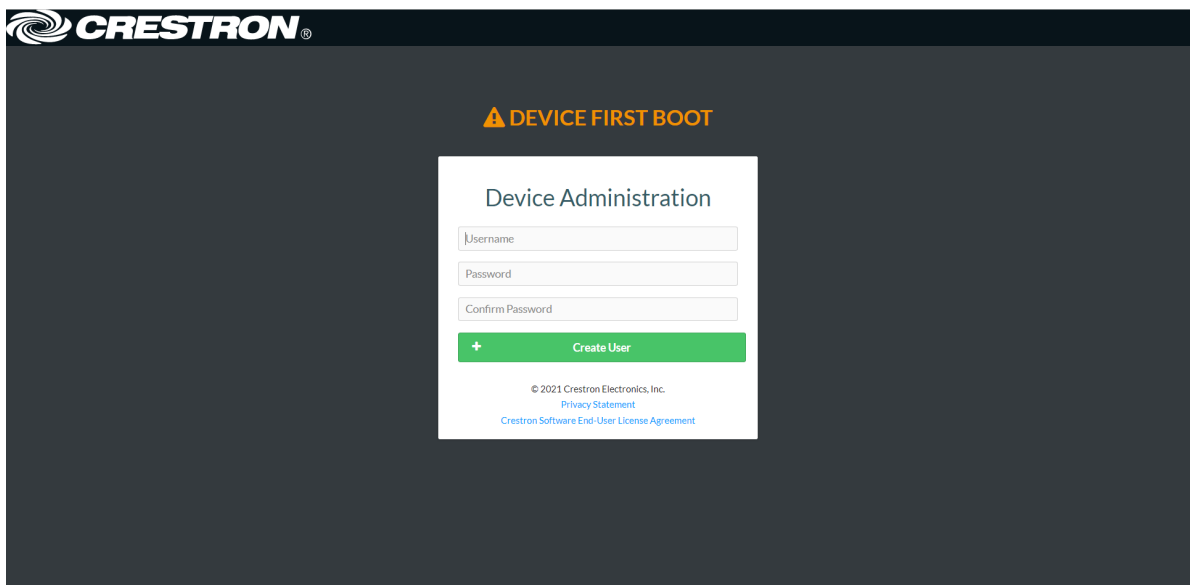 CRESTRON®
DEVICE FIRST BOOT
Device Administration
Username
Password
Confirm Password
Create User
© 2021 Crestron Electronics, Inc.
Privacy Statement
Crestron Software End-User License Agreement